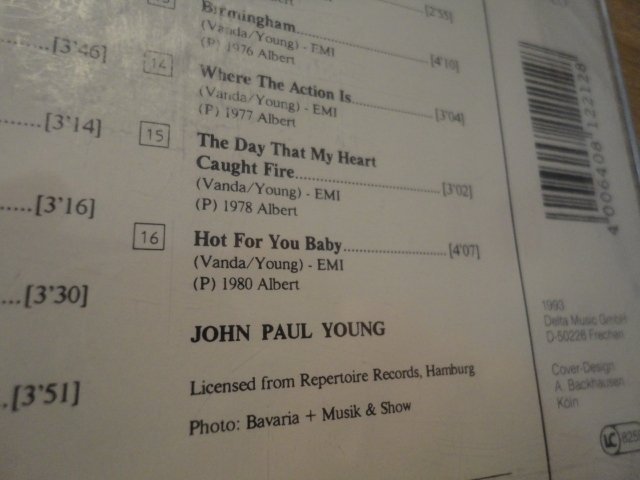 [2'55]
Birmingham
(Vanda/Young) - EMI
(P) 1976 Albert
[4'10]
14
Where The Action Is
(Vanda/Young) - EMI
(P) 1977 Albert
[3'04]
15
The Day That My Heart
Caught Fire
[3'02]
(Vanda/Young) - EMI
(P) 1978 Albert
16
Hot For You Baby
[4'07]
(Vanda/Young) - EMI
(P) 1980 Albert
JOHN PAUL YOUNG
Licensed from Repertoire Records, Hamburg
Photo: Bavaria + Musik & Show
[3'46]
[3'14]
[3'16]
[3'30]
[3'51]
4 006408 122128
1993
Delta Music GmbH
D-50226 Frechen
Cover-Design
A. Backhausen
Köln
LC